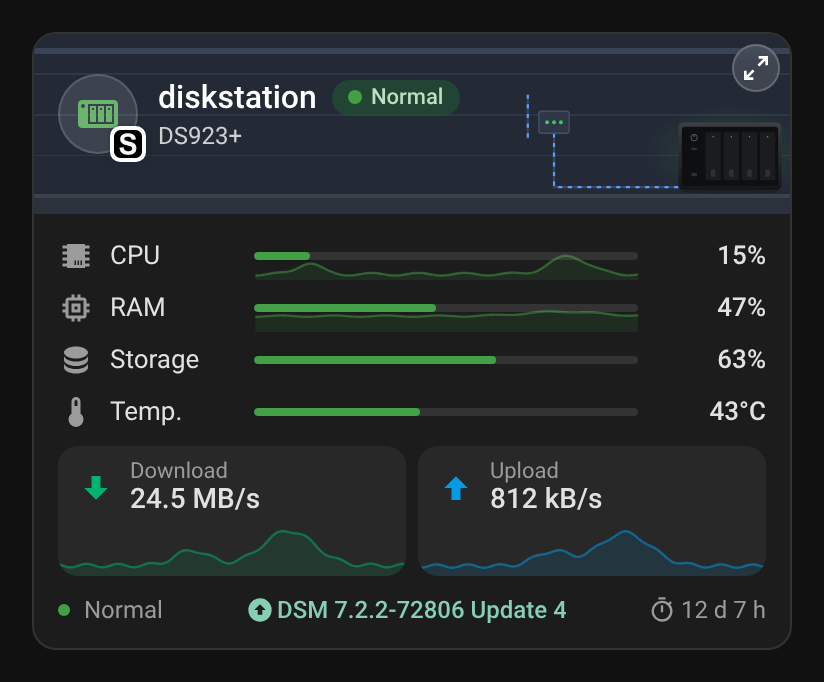 diskstation
Normal
DS923+
S
CPU 15%
RAM 47%
Storage 63%
Temp. 43°C
Download
24.5 MB/s
Upload
812 kB/s
Normal
DSM 7.2.2-72806 Update 4
12 d 7 h